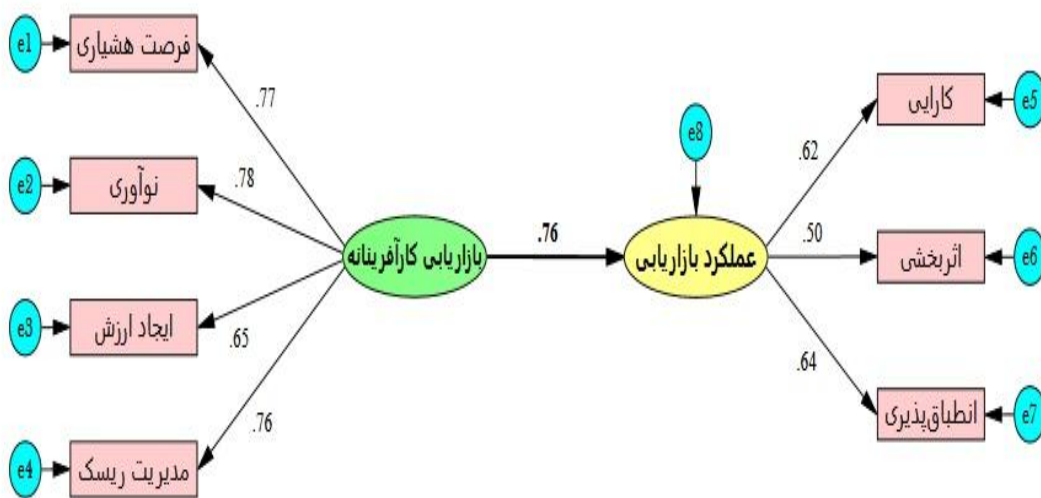 e1
فرصت هشیاری
.77
e2
نوآوری
.78
e3
ایجاد ارزش
.65
e4
مدیریت ریسک
.76
بازاریابی کارآفرینانه
.76
عملکرد بازاریابی
e8
.62
کارایی
e5
.50
اثربخشی
e6
.64
انطباق‌پذیری
e7